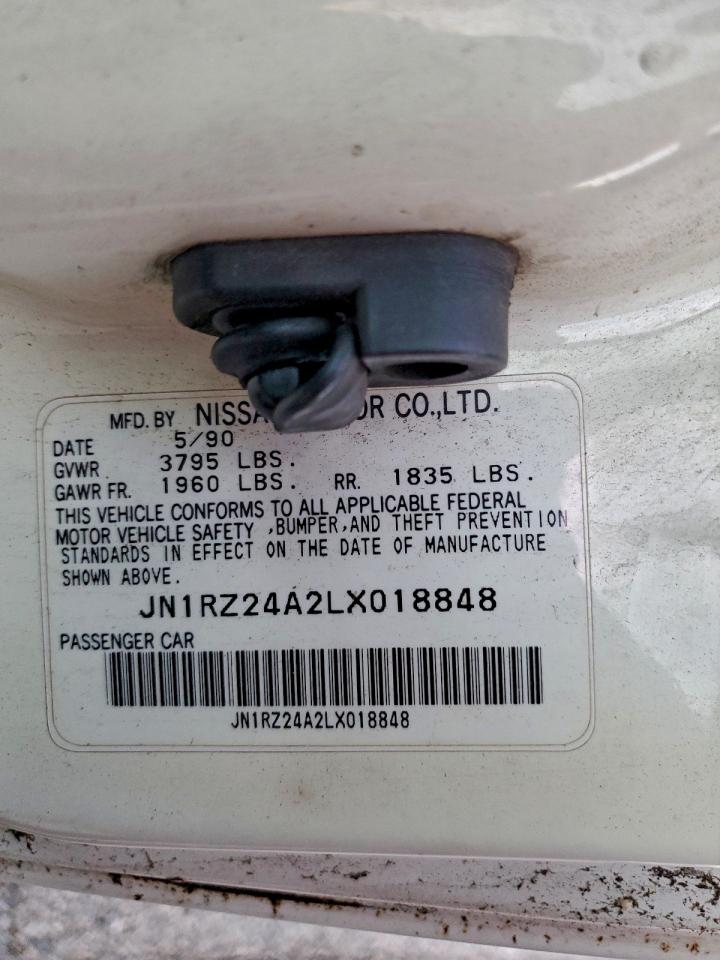 MFD. BY NISSA OR CO.,LTD.
DATE 5/90
GVWR 3795 LBS.
GAWR FR. 1960 LBS. RR. 1835 LBS.
THIS VEHICLE CONFORMS TO ALL APPLICABLE FEDERAL
MOTOR VEHICLE SAFETY ,BUMPER,AND THEFT PREVENTION
STANDARDS IN EFFECT ON THE DATE OF MANUFACTURE
SHOWN ABOVE.
JN1RZ24A2LX018848
PASSENGER CAR
JN1RZ24A2LX018848